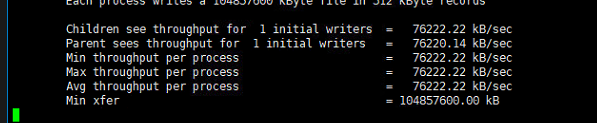 Each process writes a 104857600 kByte file in 512 kByte records
Children see throughput for 1 initial writers = 76222.22 kB/sec
Parent sees throughput for 1 initial writers = 76220.14 kB/sec
Min throughput per process = 76222.22 kB/sec
Max throughput per process = 76222.22 kB/sec
Avg throughput per process = 76222.22 kB/sec
Min xfer = 104857600.00 kB